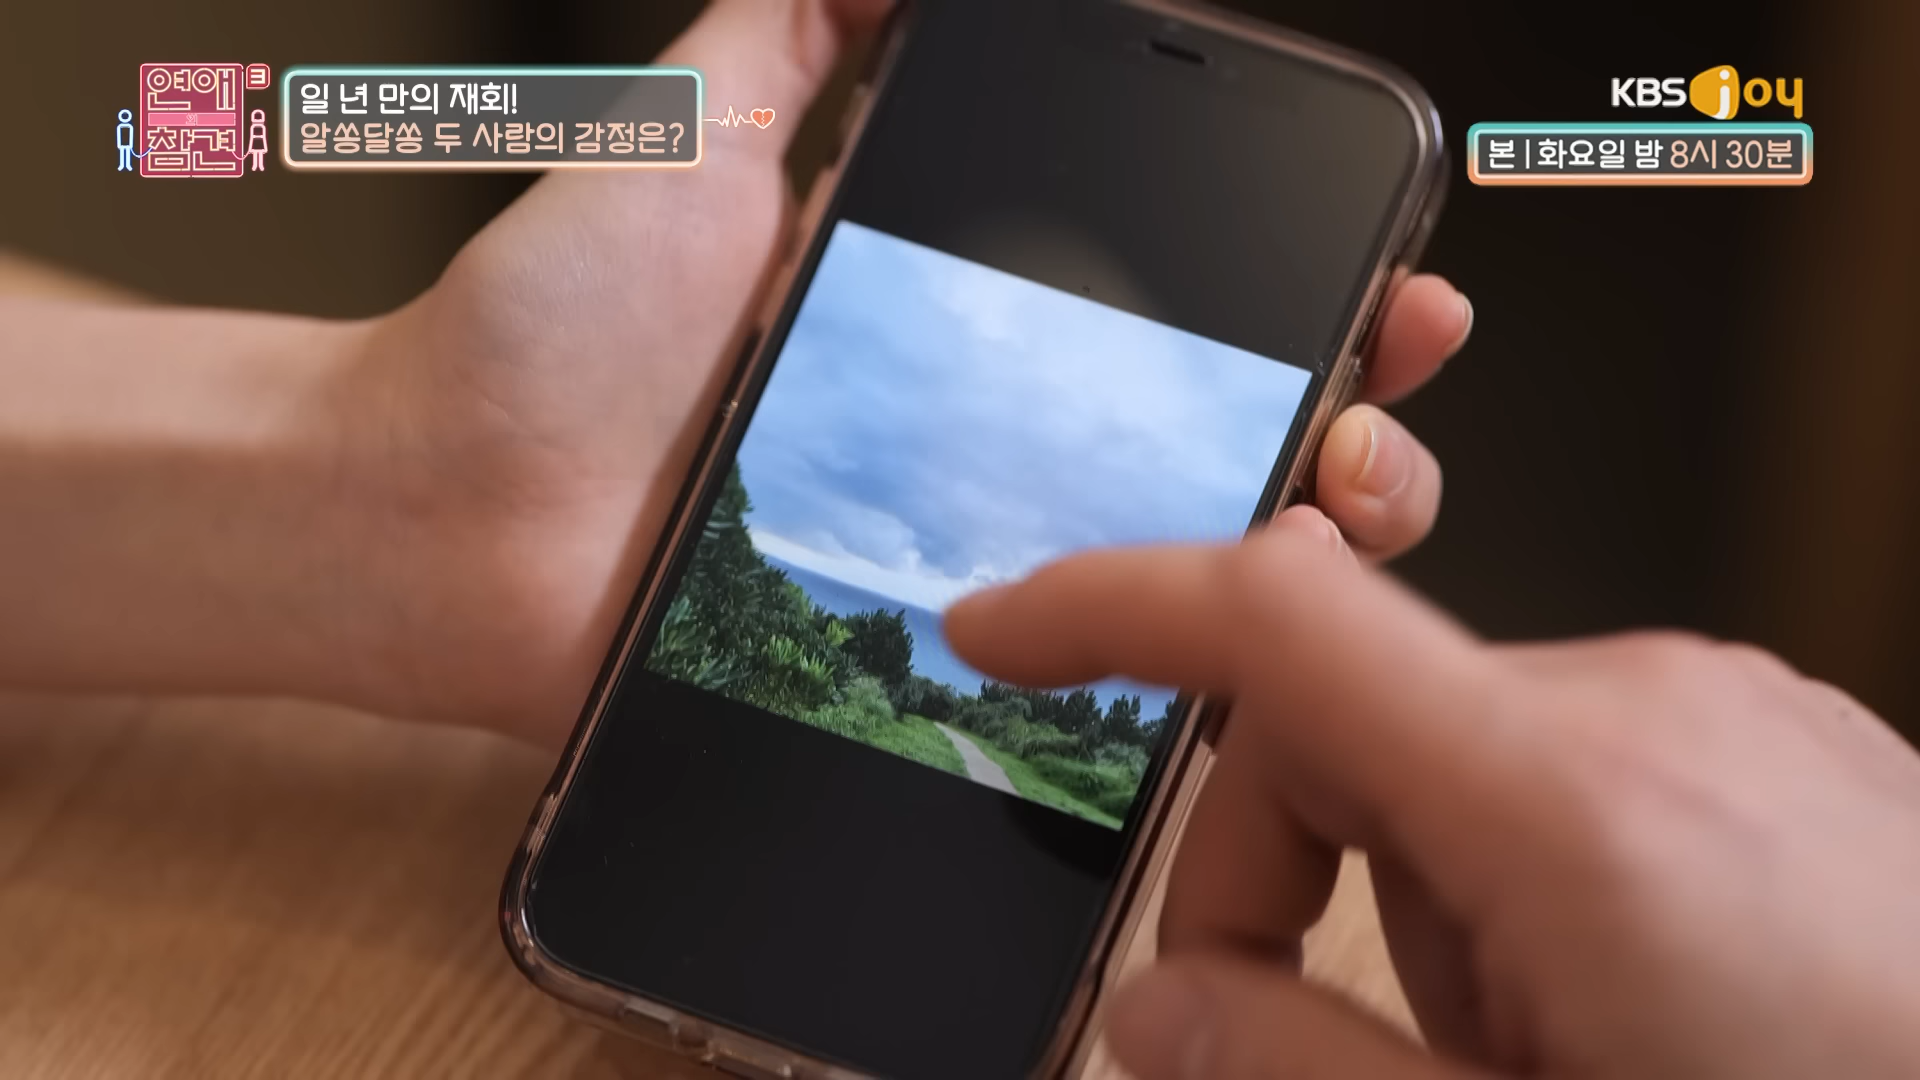 연애의 참견 3
일 년 만의 재회!
알쏭달쏭 두 사람의 감정은?
KBS joy
본 | 화요일 밤 8시 30분